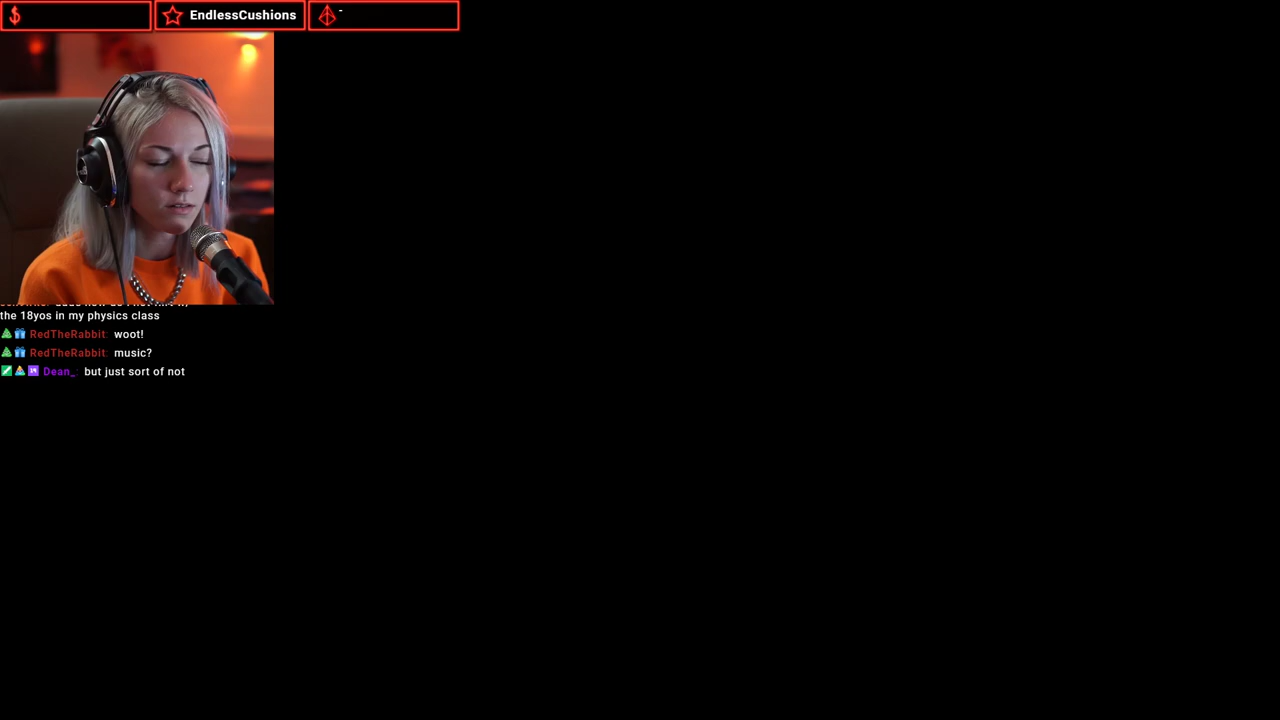 EndlessCushions
-
the 18yos in my physics class
RedTheRabbit: woot!
RedTheRabbit: music?
Dean_: but just sort of not